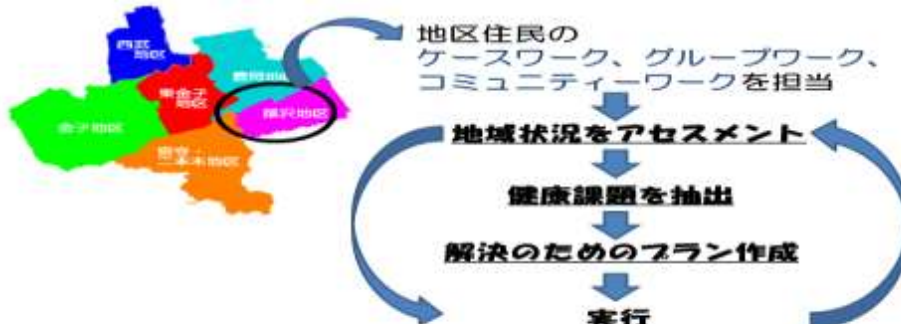 西武
地区
豊岡地区
東金子
地区
藤沢地区
金子地区
宮寺・
二本木地区
地区住民の
ケースワーク、グループワーク、
コミュニティーワークを担当
地域状況をアセスメント
健康課題を抽出
解決のためのプラン作成
実行